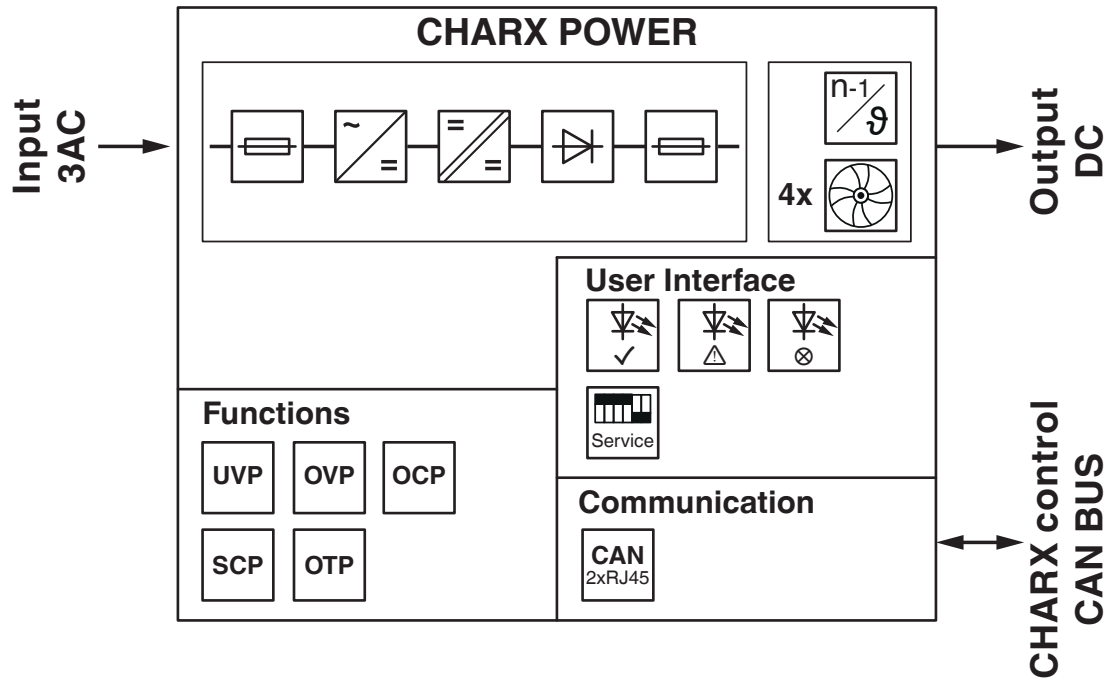 CHARX POWER
Input
3AC
n-1
ϑ
4x
Output
DC
User Interface
Service
Functions
UVP
OVP
OCP
SCP
OTP
Communication
CAN
2xRJ45
CHARX control
CAN BUS